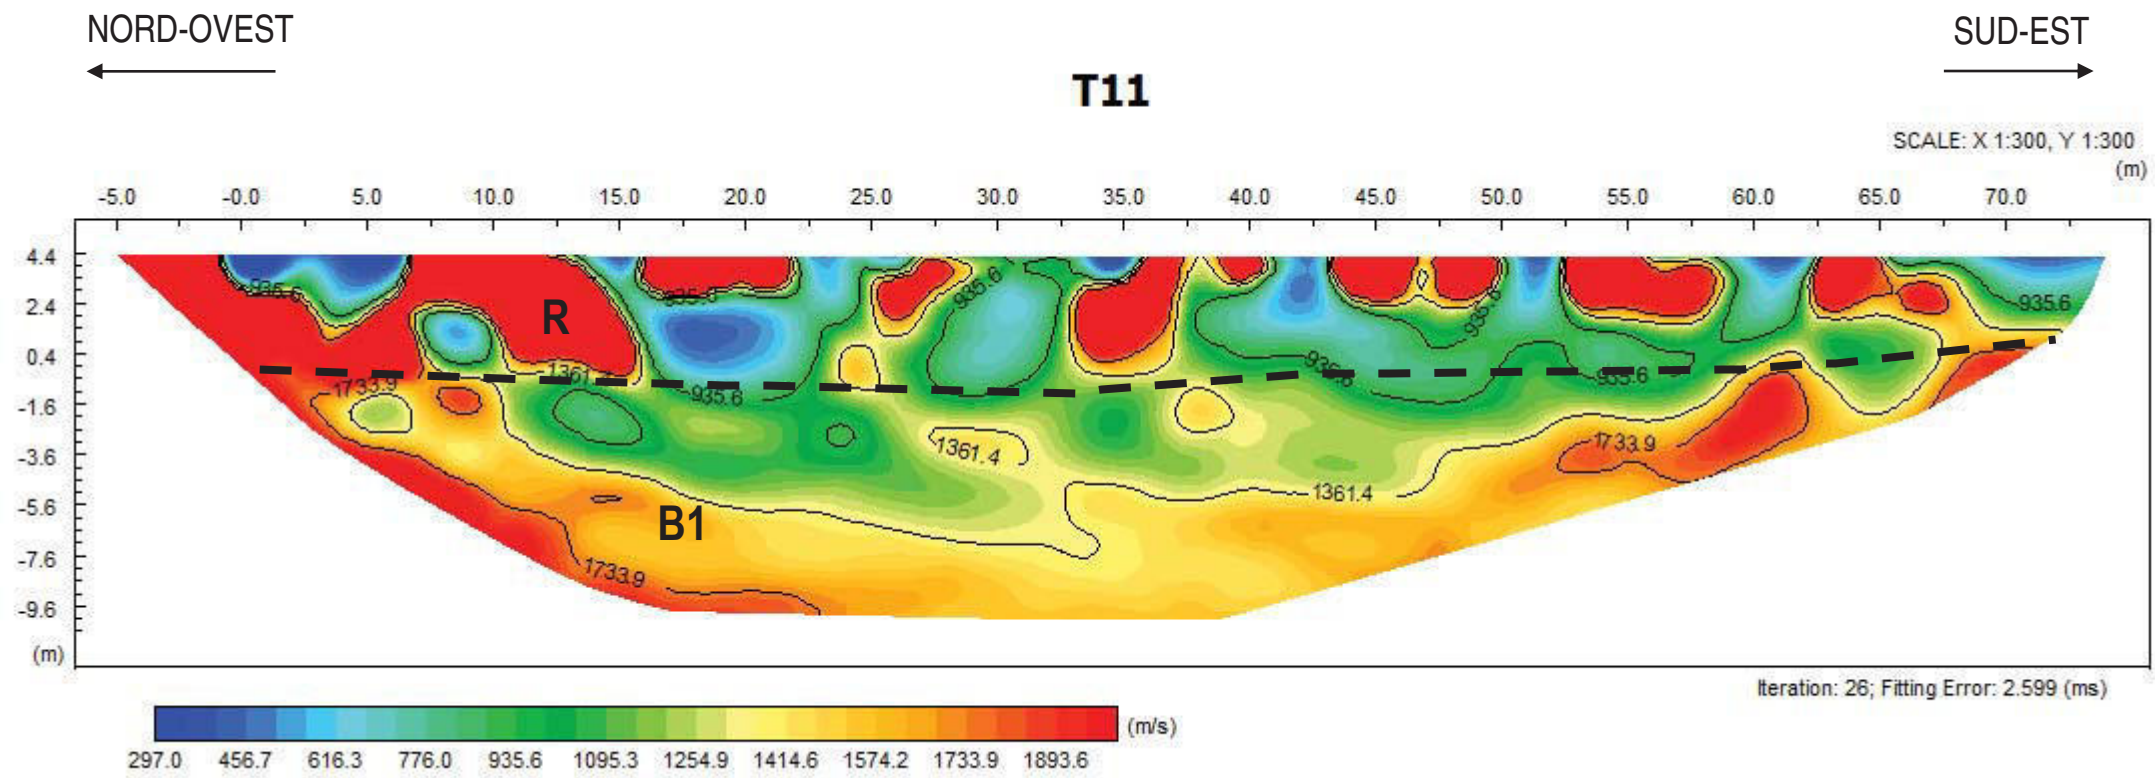 NORD-OVEST
SUD-EST
T11
SCALE: X 1:300, Y 1:300
(m)
-5.0 -0.0 5.0 10.0 15.0 20.0 25.0 30.0 35.0 40.0 45.0 50.0 55.0 60.0 65.0 70.0
4.4
2.4
0.4
-1.6
-3.6
-5.6
-7.6
-9.6
(m)
935.6
935.6
935.6
935.6
935.6
R
1733.9
1361.4
935.6
935.6
935.6
1361.4
1733.9
1361.4
B1
1733.9
Iteration: 26; Fitting Error: 2.599 (ms)
(m/s)
297.0 456.7 616.3 776.0 935.6 1095.3 1254.9 1414.6 1574.2 1733.9 1893.6